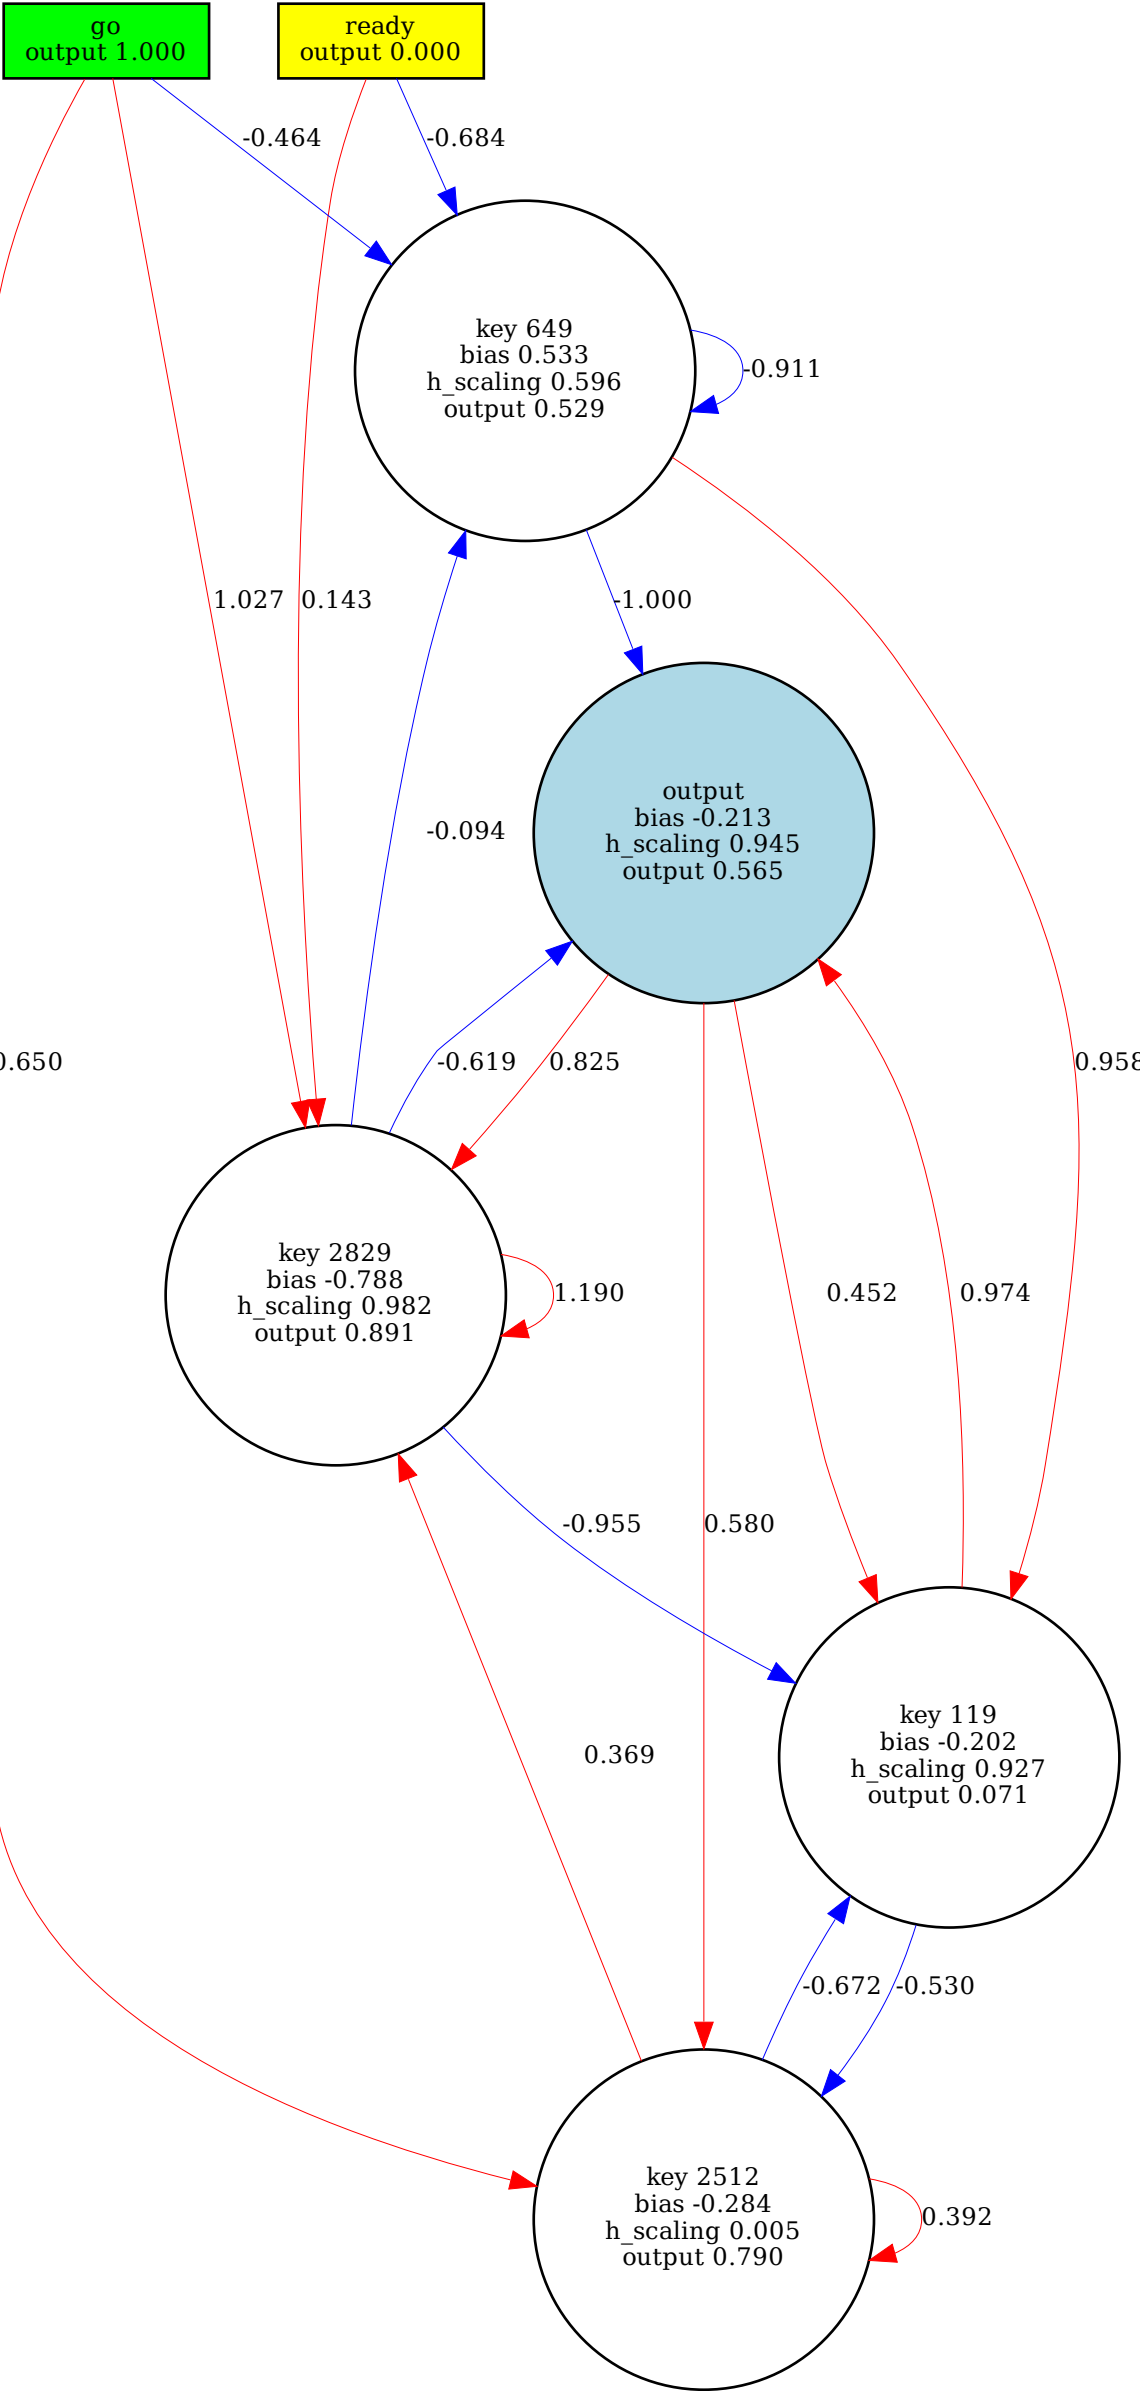 go
output 1.000
ready
output 0.000
-0.464
-0.684
key 649
bias 0.533
h_scaling 0.596
output 0.529
-0.911
1.027
0.143
-1.000
output
bias -0.213
h_scaling 0.945
output 0.565
-0.094
0.650
-0.619
0.825
0.958
key 2829
bias -0.788
h_scaling 0.982
output 0.891
1.190
0.452
0.974
-0.955
0.580
key 119
bias -0.202
h_scaling 0.927
output 0.071
0.369
-0.672
-0.530
key 2512
bias -0.284
h_scaling 0.005
output 0.790
0.392